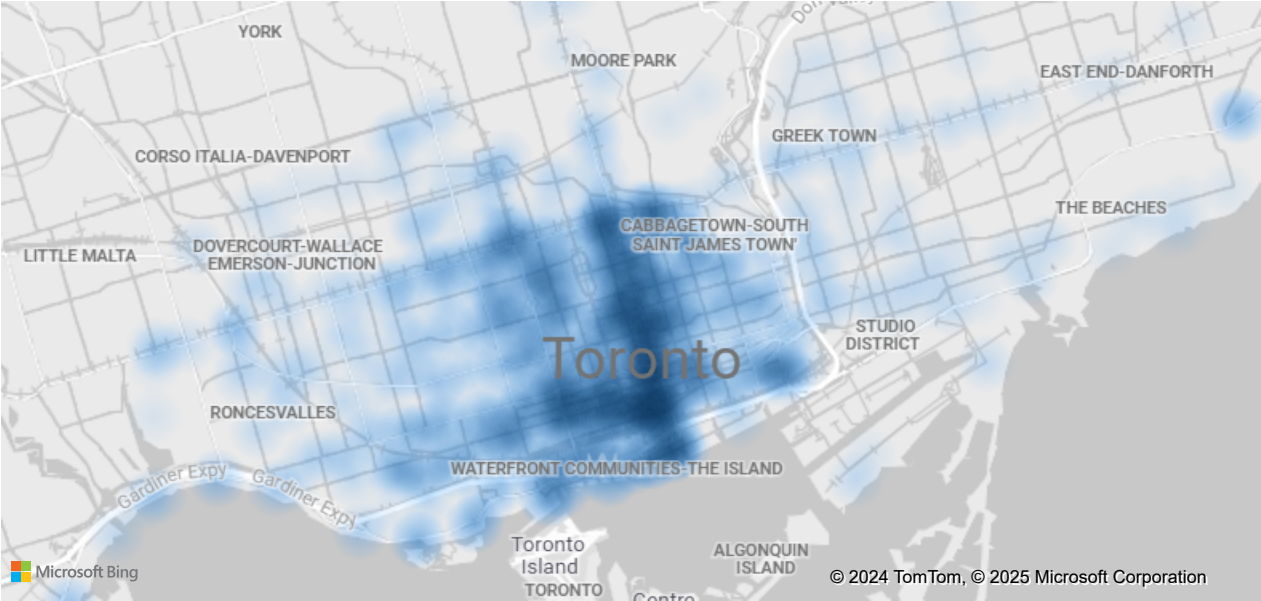 Don Valley
YORK
MOORE PARK
EAST END-DANFORTH
GREEK TOWN
CORSO ITALIA-DAVENPORT
THE BEACHES
CABBAGETOWN-SOUTH
SAINT JAMES TOWN'
LITTLE MALTA
DOVERCOURT-WALLACE
EMERSON-JUNCTION
STUDIO
DISTRICT
Toronto
RONCESVALLES
WATERFRONT COMMUNITIES-THE ISLAND
Gardiner Expy
Gardiner Expy
Toronto
Island
ALGONQUIN
ISLAND
Microsoft Bing
© 2024 TomTom, © 2025 Microsoft Corporation
TORONTO